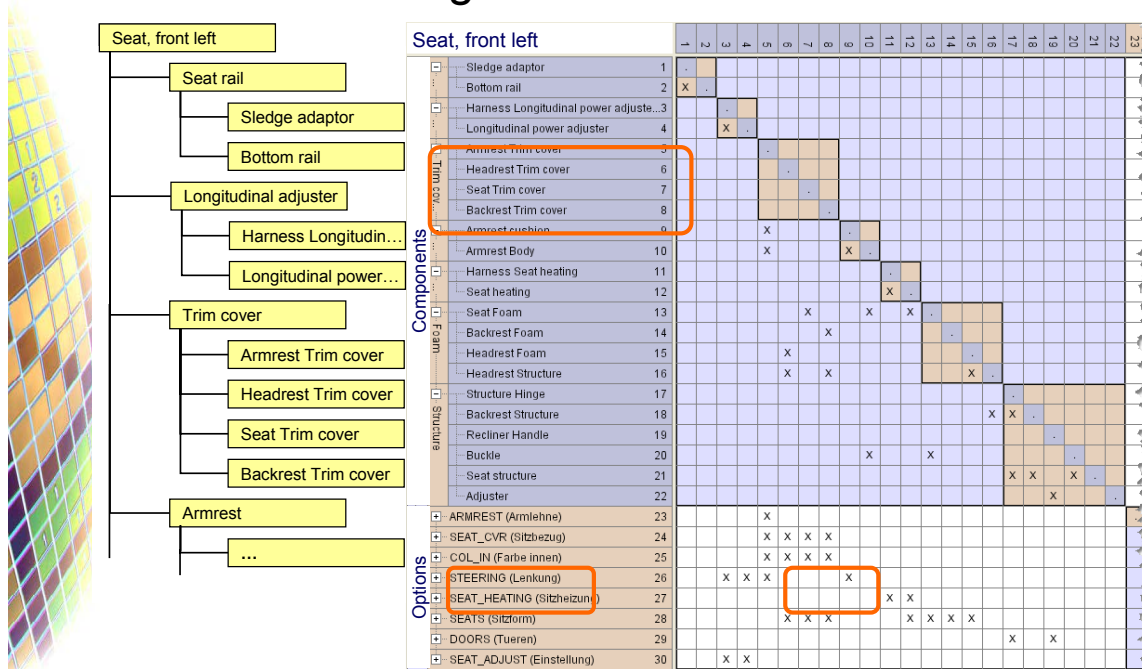 Seat, front left
Seat rail
Sledge adaptor
Bottom rail
Longitudinal adjuster
Harness Longitudin...
Longitudinal power...
Trim cover
Armrest Trim cover
Headrest Trim cover
Seat Trim cover
Backrest Trim cover
Armrest
...
Seat, front left 1 2 3 4 5 6 7 8 9 10 11 12 13 14 15 16 17 18 19 20 21 22 23
Components
Sledge adaptor 1 .
Bottom rail 2 X .
Harness Longitudinal power adjuste...3 .
Longitudinal power adjuster 4 X .
Trim cov...
Armrest Trim cover 5 .
Headrest Trim cover 6 .
Seat Trim cover 7 .
Backrest Trim cover 8 .
Armrest cushion 9 X .
Armrest Body 10 X X .
Harness Seat heating 11 .
Seat heating 12 X .
Foam
Seat Foam 13 X X X .
Backrest Foam 14 X .
Headrest Foam 15 X .
Headrest Structure 16 X X X .
Structure
Structure Hinge 17 .
Backrest Structure 18 X X .
Recliner Handle 19 .
Buckle 20 X X .
Seat structure 21 X X X .
Adjuster 22 X .
Options
ARMREST (Armlehne) 23 X
SEAT_CVR (Sitzbezug) 24 X X X X
COL_IN (Farbe innen) 25 X X X X
STEERING (Lenkung) 26 X X X X
SEAT_HEATING (Sitzheizung) 27 X X
SEATS (Sitzform) 28 X X X X X X X
DOORS (Tueren) 29 X X
SEAT_ADJUST (Einstellung) 30 X X